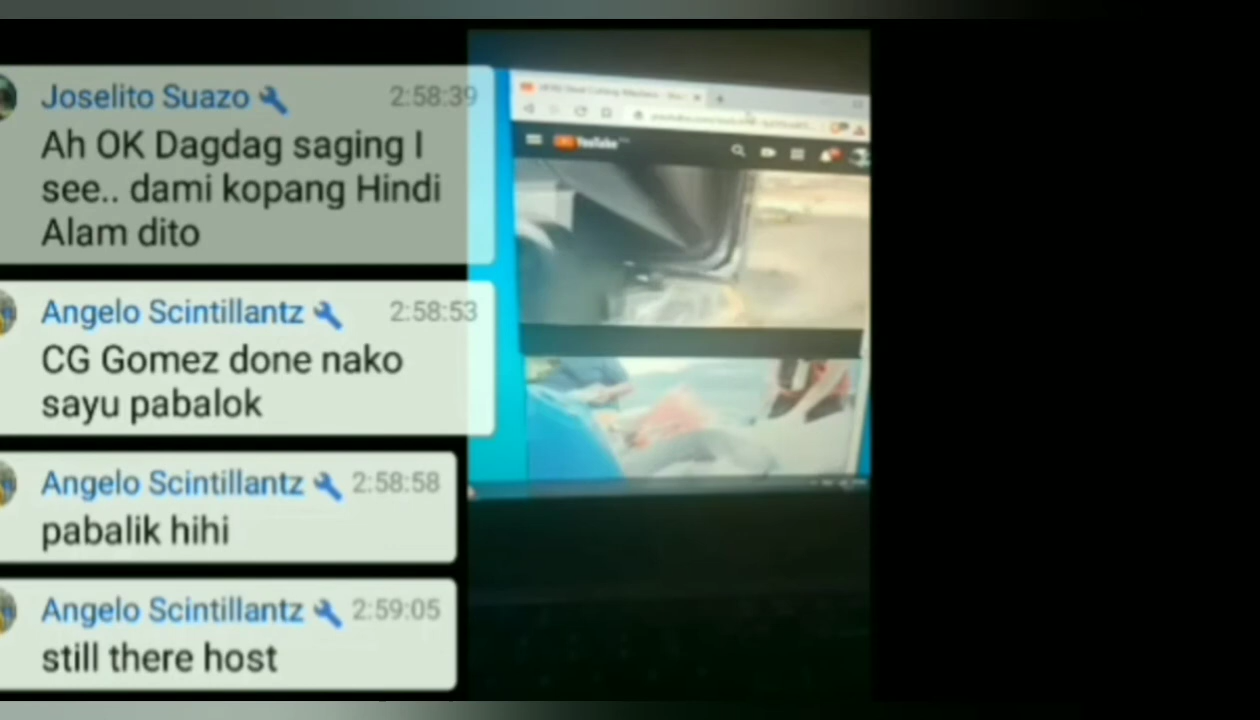 Joselito Suazo 2:58:39
Ah OK Dagdag saging I
see.. dami kopang Hindi
Alam dito
Angelo Scintillantz 2:58:53
CG Gomez done nako
sayu pabalok
Angelo Scintillantz 2:58:58
pabalik hihi
Angelo Scintillantz 2:59:05
still there host
YouTube